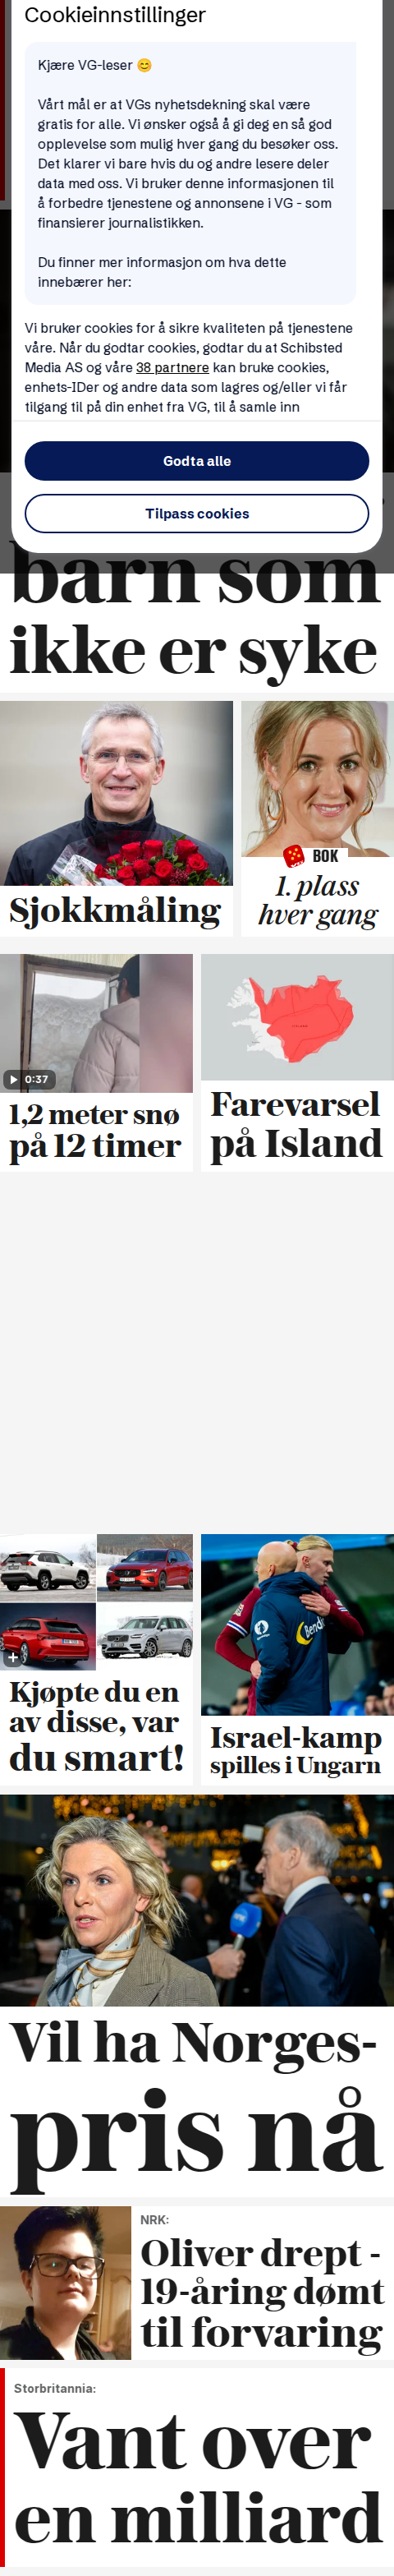 Cookieinnstillinger
Kjære VG-leser 😊
Vårt mål er at VGs nyhetsdekning skal være
gratis for alle. Vi ønsker også å gi deg en så god
opplevelse som mulig hver gang du besøker oss.
Det klarer vi bare hvis du og andre lesere deler
data med oss. Vi bruker denne informasjonen til
å forbedre tjenestene og annonsene i VG - som
finansierer journalistikken.
Du finner mer informasjon om hva dette
innebærer her:
Vi bruker cookies for å sikre kvaliteten på tjenestene
våre. Når du godtar cookies, godtar du at Schibsted
Media AS og våre 38 partnere kan bruke cookies,
enhets-IDer og andre data som lagres og/eller vi får
tilgang til på din enhet fra VG, til å samle inn
Godta alle
Tilpass cookies
barn som
ikke er syke
Sjokkmåling
BOK
1. plass
hver gang
0:37
1,2 meter snø
på 12 timer
Farevarsel
på Island
Kjøpte du en
av disse, var
du smart!
Israel-kamp
spilles i Ungarn
Vil ha Norges-
pris nå
NRK:
Oliver drept -
19-åring dømt
til forvaring
Storbritannia:
Vant over
en milliard